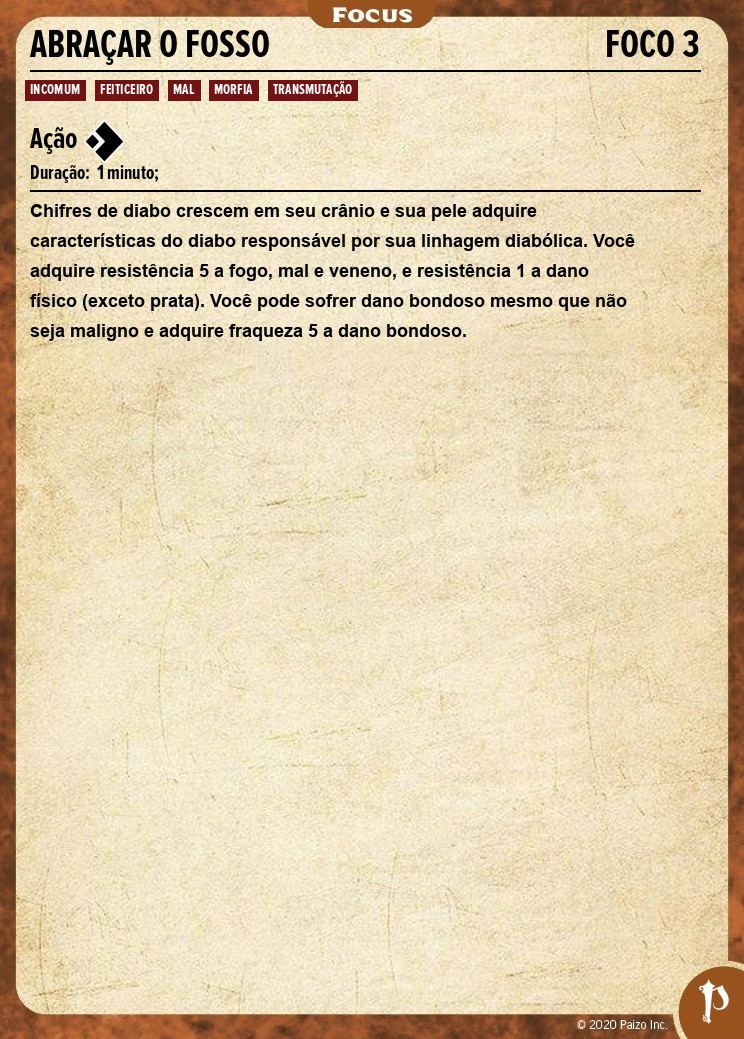 Focus
ABRAÇAR O FOSSO FOCO 3
INCOMUM FEITICEIRO MAL MORFIA TRANSMUTAÇÃO
Ação
Duração: 1 minuto;
Chifres de diabo crescem em seu crânio e sua pele adquire
características do diabo responsável por sua linhagem diabólica. Você
adquire resistência 5 a fogo, mal e veneno, e resistência 1 a dano
físico (exceto prata). Você pode sofrer dano bondoso mesmo que não
seja maligno e adquire fraqueza 5 a dano bondoso.
© 2020 Paizo Inc.